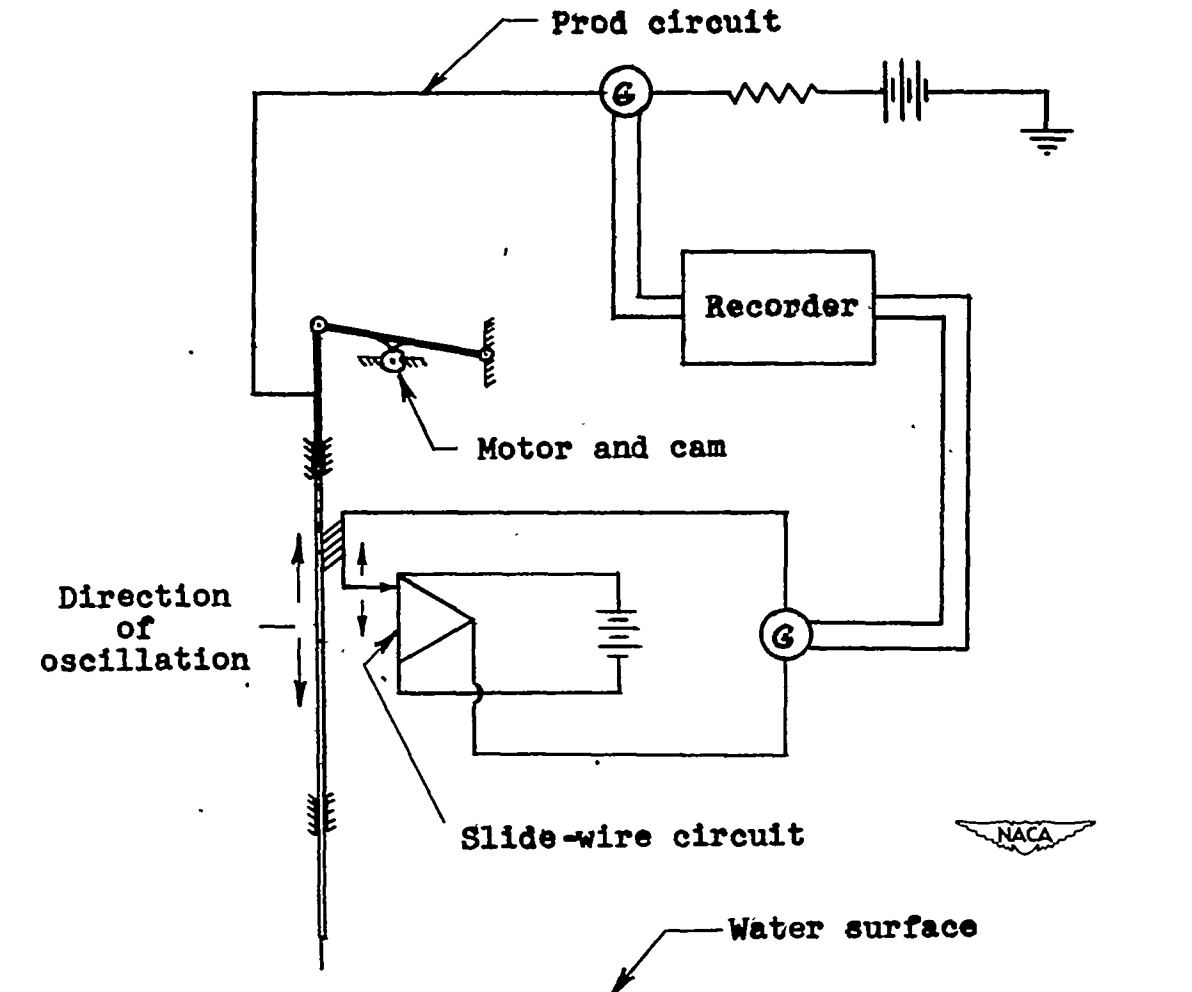 Prod circuit
G
Recorder
Motor and cam
Direction
of
oscillation
G
Slide-wire circuit
NACA
Water surface